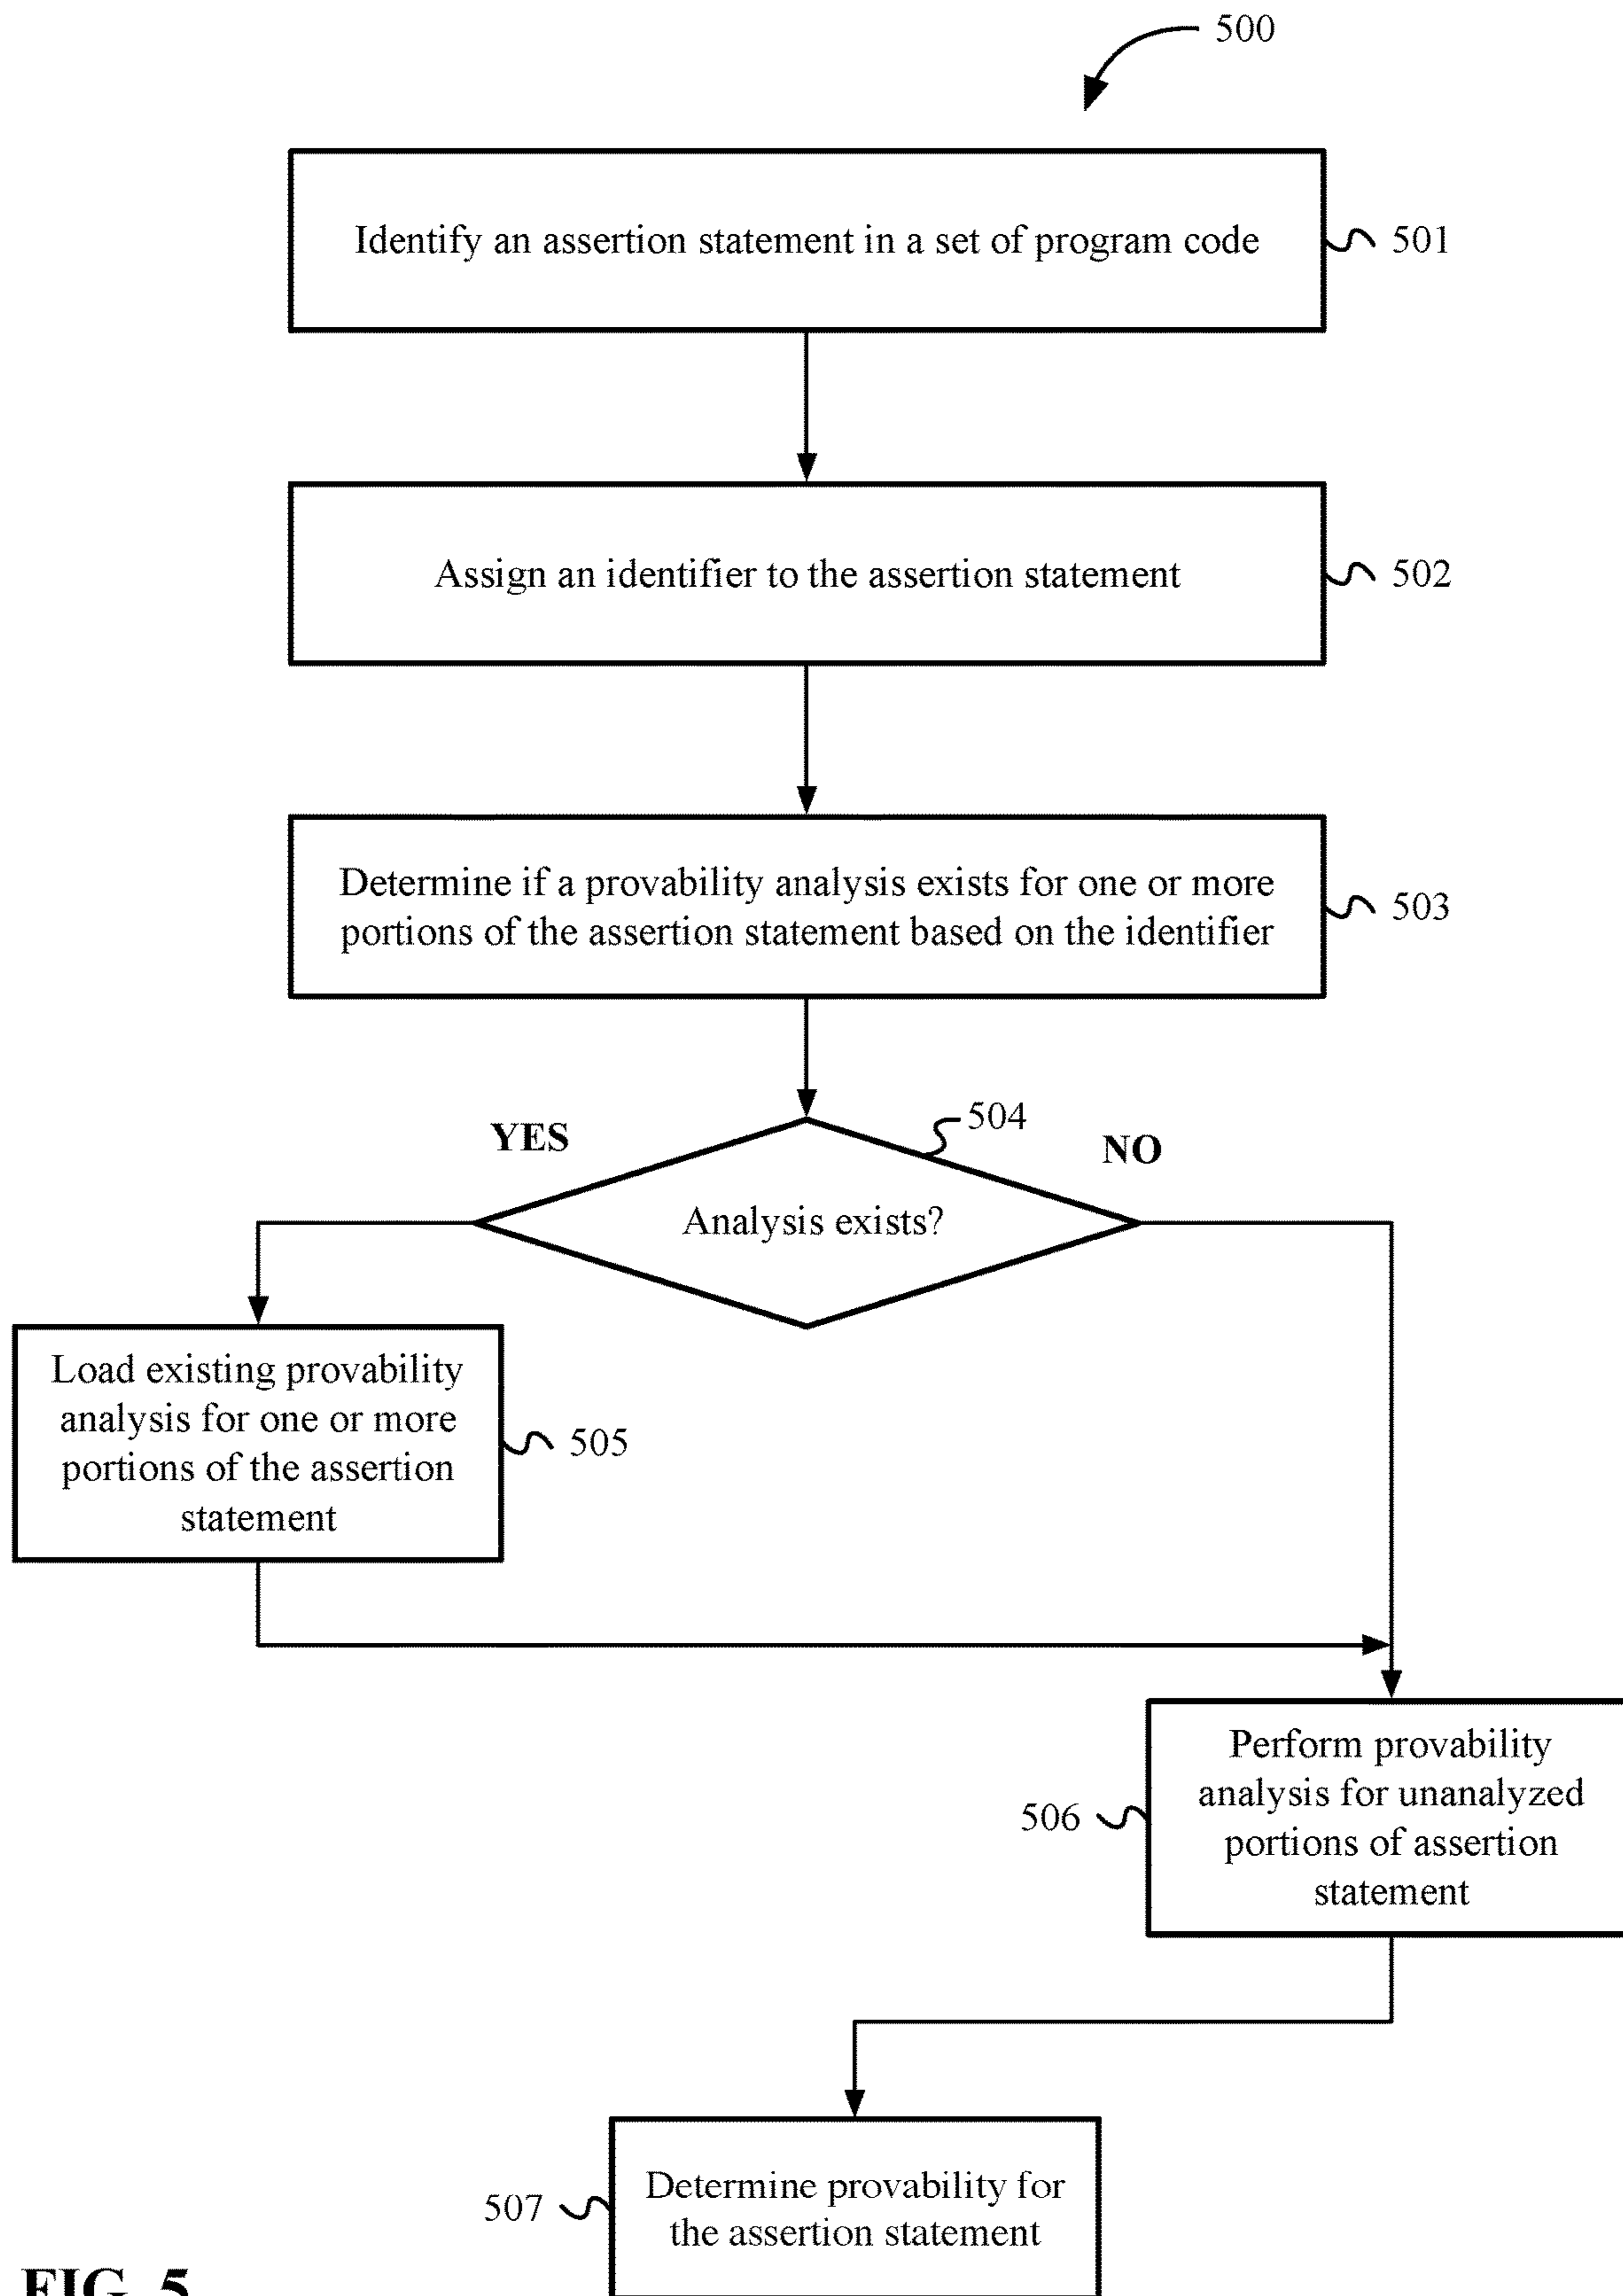 500
Identify an assertion statement in a set of program code
501
Assign an identifier to the assertion statement
502
Determine if a provability analysis exists for one or more
portions of the assertion statement based on the identifier
503
504
YES
NO
Analysis exists?
Load existing provability
analysis for one or more
portions of the assertion
statement
505
Perform provability
analysis for unanalyzed
portions of assertion
statement
506
Determine provability for
the assertion statement
507
FIG. 5